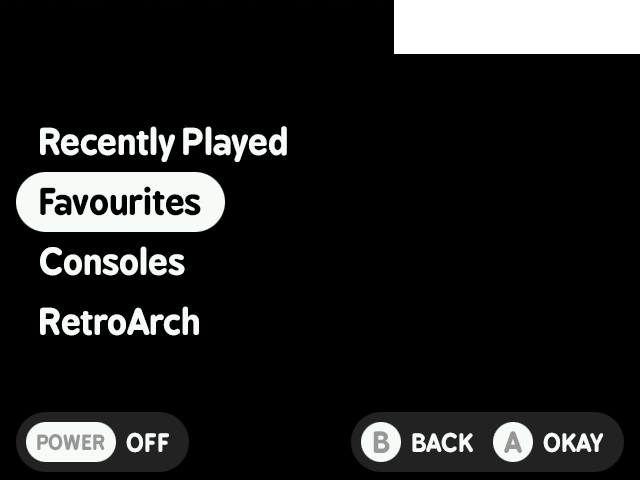 Recently Played
Favourites
Consoles
RetroArch
POWER OFF
B BACK A OKAY